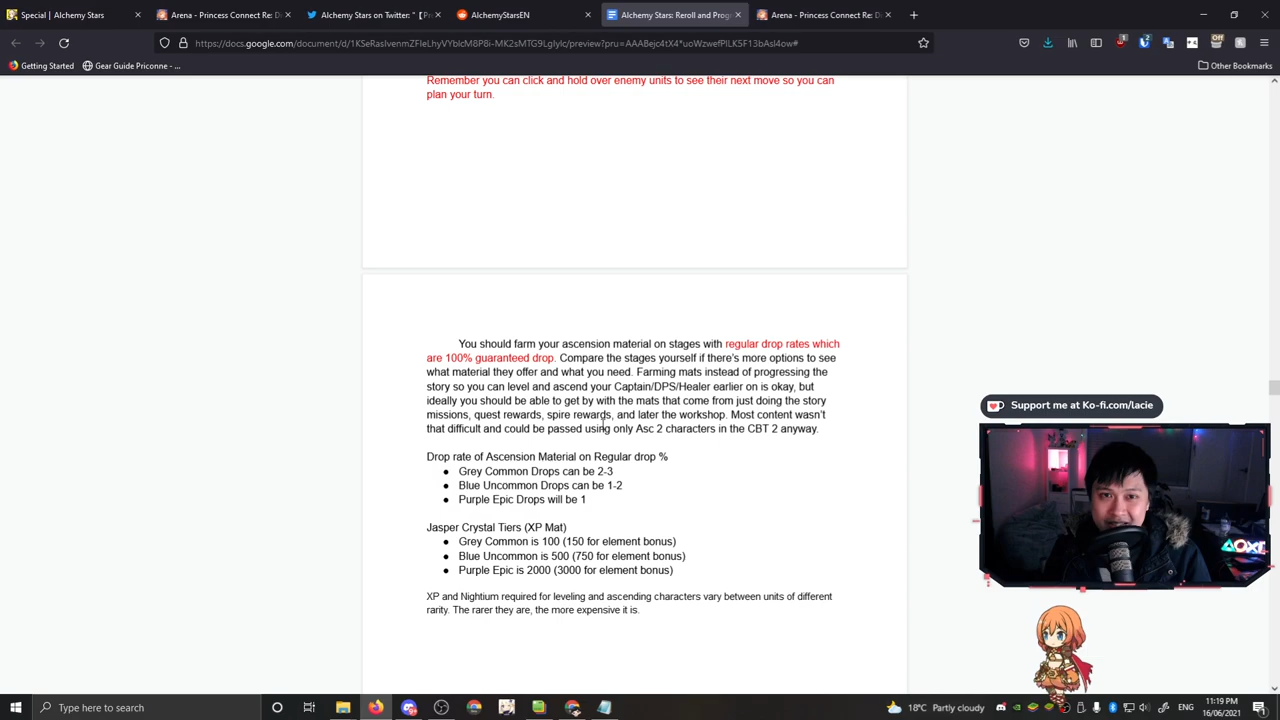 Special | Alchemy Stars
Arena - Princess Connect Re: Di
Alchemy Stars on Twitter: "
AlchemyStarsEN
Alchemy Stars: Reroll and Prog
Arena - Princess Connect Re: Di
Getting Started
Gear Guide Priconne - ...
Other Bookmarks
Remember you can click and hold over enemy units to see their next move so you can
plan your turn.
You should farm your ascension material on stages with regular drop rates which
are 100% guaranteed drop. Compare the stages yourself if there's more options to see
what material they offer and what you need. Farming mats instead of progressing the
story so you can level and ascend your Captain/DPS/Healer earlier on is okay, but
ideally you should be able to get by with the mats that come from just doing the story
missions, quest rewards, spire rewards, and later the workshop. Most content wasn't
that difficult and could be passed using only Asc 2 characters in the CBT 2 anyway.
Drop rate of Ascension Material on Regular drop %
● Grey Common Drops can be 2-3
● Blue Uncommon Drops can be 1-2
● Purple Epic Drops will be 1
Jasper Crystal Tiers (XP Mat)
● Grey Common is 100 (150 for element bonus)
● Blue Uncommon is 500 (750 for element bonus)
● Purple Epic is 2000 (3000 for element bonus)
XP and Nightium required for leveling and ascending characters vary between units of different
rarity. The rarer they are, the more expensive it is.
Support me at Ko-fi.com/lacie
Type here to search
18°C Partly cloudy
ENG
11:19 PM
16/06/2021